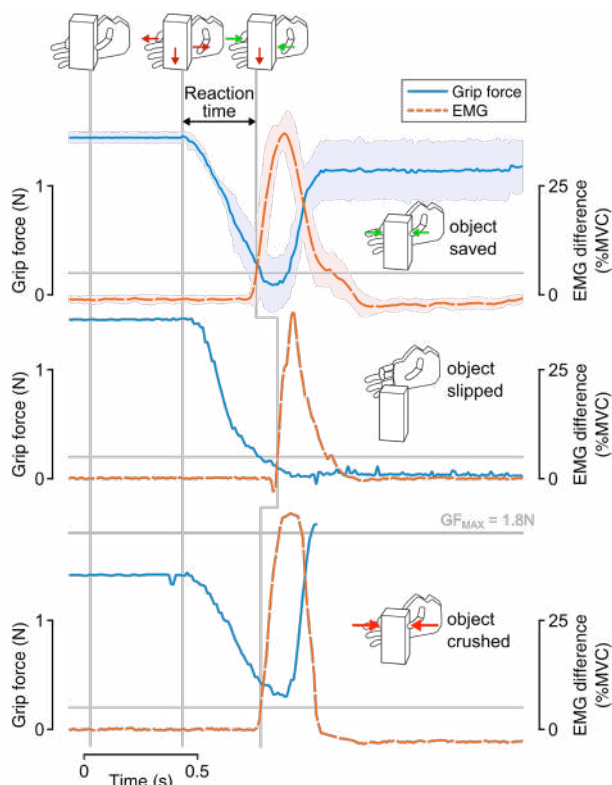 Reaction
time
Grip force
EMG
Grip force (N)
1
0
25
0
EMG difference
(%MVC)
object
saved
Grip force (N)
1
0
25
0
EMG difference
(%MVC)
object
slipped
GF_MAX = 1.8N
Grip force (N)
1
0
25
0
EMG difference
(%MVC)
object
crushed
0
0.5
Time (s)